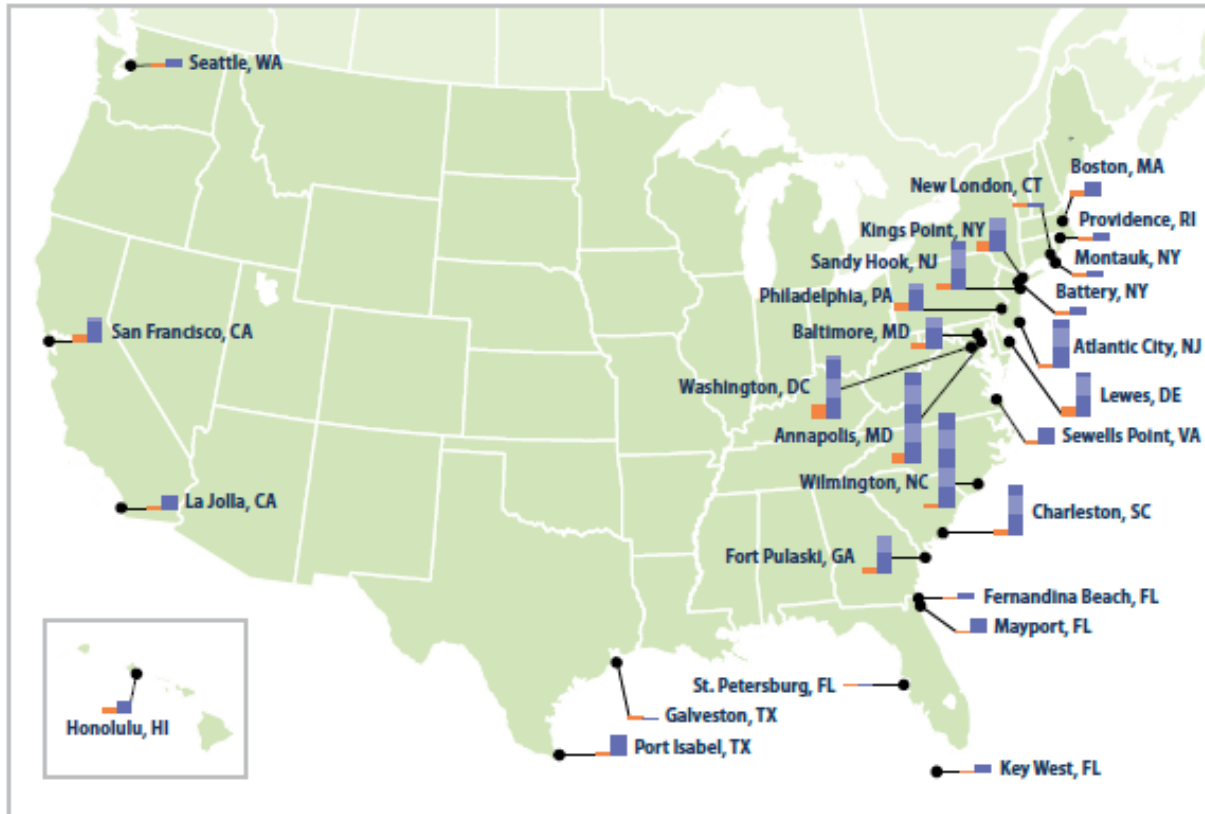 Seattle, WA
Boston, MA
New London, CT
Providence, RI
Kings Point, NY
Montauk, NY
Sandy Hook, NJ
Battery, NY
Philadelphia, PA
San Francisco, CA
Baltimore, MD
Atlantic City, NJ
Washington, DC
Lewes, DE
Annapolis, MD
Sewells Point, VA
Wilmington, NC
La Jolla, CA
Charleston, SC
Fort Pulaski, GA
Fernandina Beach, FL
Mayport, FL
St. Petersburg, FL
Galveston, TX
Honolulu, HI
Port Isabel, TX
Key West, FL